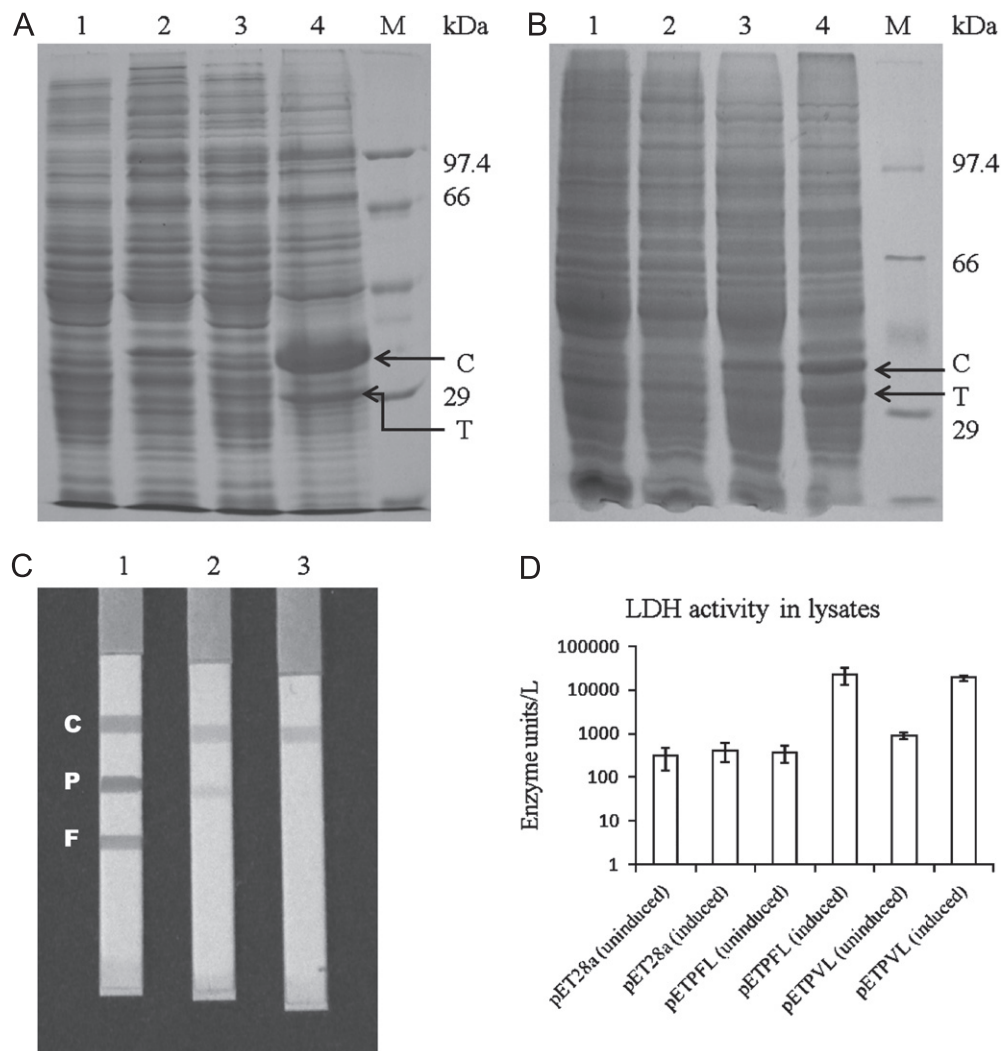 A 1 2 3 4 M kDa
97.4
66
C
29
T
B 1 2 3 4 M kDa
97.4
66
C
T
29
C 1 2 3
C
P
F
D
LDH activity in lysates
Enzyme units/L
100000
10000
1000
100
10
1
pET28a (uninduced)
pET28a (induced)
pETPFL (uninduced)
pETPFL (induced)
pETPVL (uninduced)
pETPVL (induced)